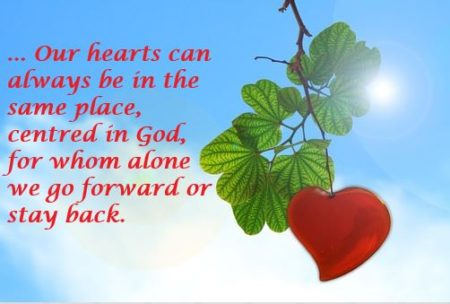 ... Our hearts can
always be in the
same place,
centred in God,
for whom alone
we go forward or
stay back.